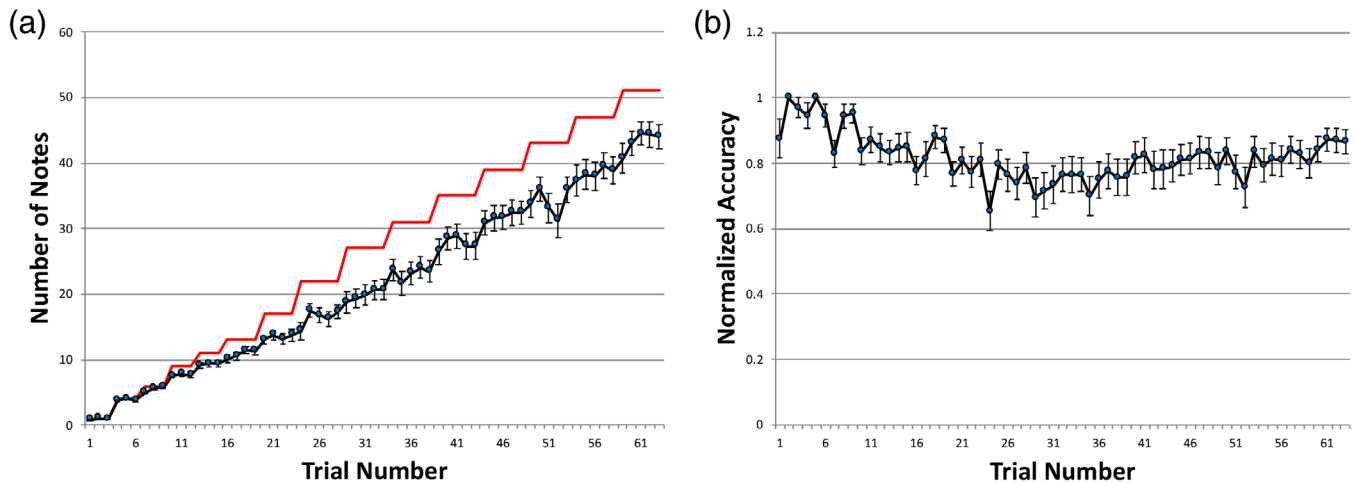 (a)
60
50
40
30
20
10
0
Number of Notes
1 6 11 16 21 26 31 36 41 46 51 56 61
Trial Number
(b)
1.2
1
0.8
0.6
0.4
0.2
0
Normalized Accuracy
1 6 11 16 21 26 31 36 41 46 51 56 61
Trial Number